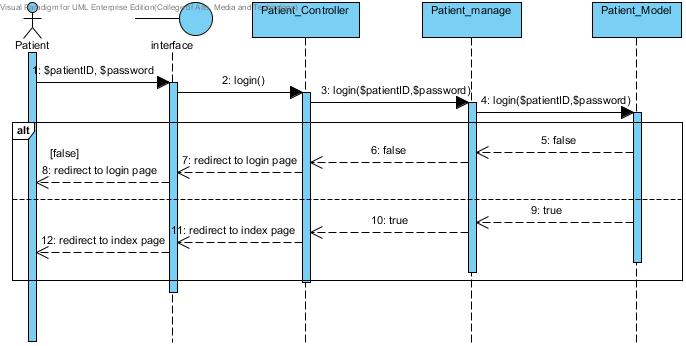 Visual Paradigm for UML Enterprise Edition(College of Arts, Media and
Patient_Controller
Patient_manage
Patient_Model
Patient
interface
1: $patientID, $password
2: login()
3: login($patientID,$password)
4: login($patientID,$password)
alt
[false]
5: false
6: false
7: redirect to login page
8: redirect to login page
9: true
10: true
11: redirect to index page
12: redirect to index page